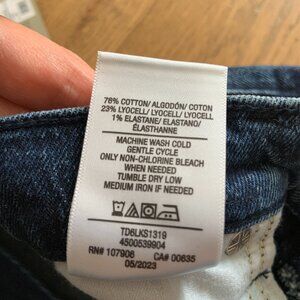 76% COTTON/ ALGODÓN/ COTON
23% LYOCELL/ LYOCELL/ LYOCELL
1% ELASTANE/ ELASTANO/
ÉLASTHANNE
MACHINE WASH COLD
GENTLE CYCLE
ONLY NON-CHLORINE BLEACH
WHEN NEEDED
TUMBLE DRY LOW
MEDIUM IRON IF NEEDED
TD6LKS1319
4500539904
RN# 107906 CA# 00635
05/2023